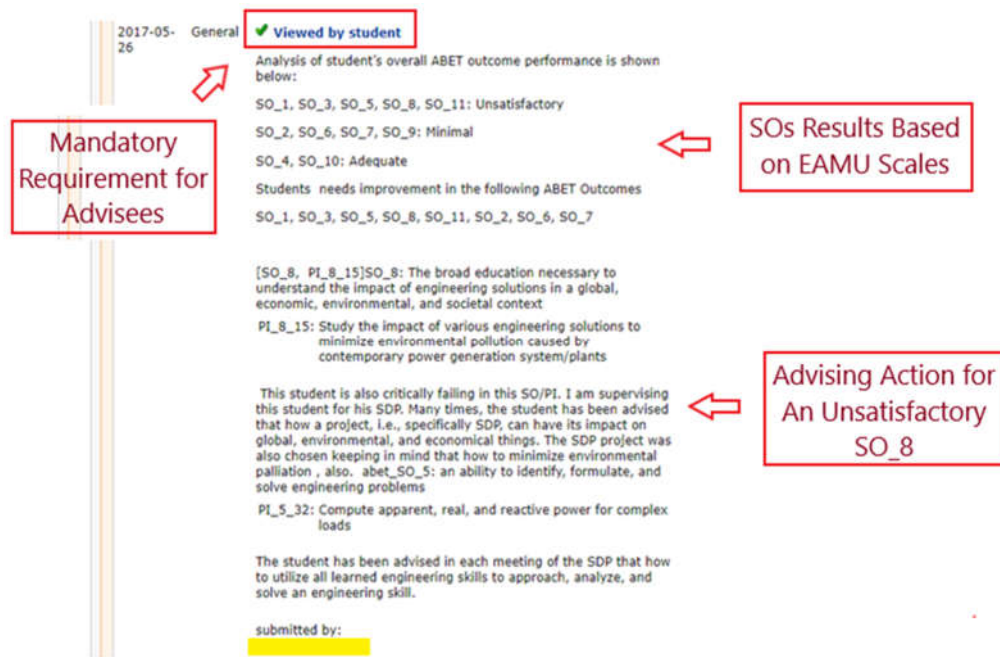 2017-05-26 General ✔ Viewed by student
Analysis of student's overall ABET outcome performance is shown
below:
SO_1, SO_3, SO_5, SO_8, SO_11: Unsatisfactory
SO_2, SO_6, SO_7, SO_9: Minimal
SO_4, SO_10: Adequate
Students needs improvement in the following ABET Outcomes
SO_1, SO_3, SO_5, SO_8, SO_11, SO_2, SO_6, SO_7
Mandatory
Requirement for
Advisees
SOs Results Based
on EAMU Scales
[SO_8, PI_8_15]SO_8: The broad education necessary to
understand the impact of engineering solutions in a global,
economic, environmental, and societal context
PI_8_15: Study the impact of various engineering solutions to
minimize environmental pollution caused by
contemporary power generation system/plants
This student is also critically failing in this SO/PI. I am supervising
this student for his SDP. Many times, the student has been advised
that how a project, i.e., specifically SDP, can have its impact on
global, environmental, and economical things. The SDP project was
also chosen keeping in mind that how to minimize environmental
palliation , also. abet_SO_5: an ability to identify, formulate, and
solve engineering problems
PI_5_32: Compute apparent, real, and reactive power for complex
loads
Advising Action for
An Unsatisfactory
SO_8
The student has been advised in each meeting of the SDP that how
to utilize all learned engineering skills to approach, analyze, and
solve an engineering skill.
submitted by: